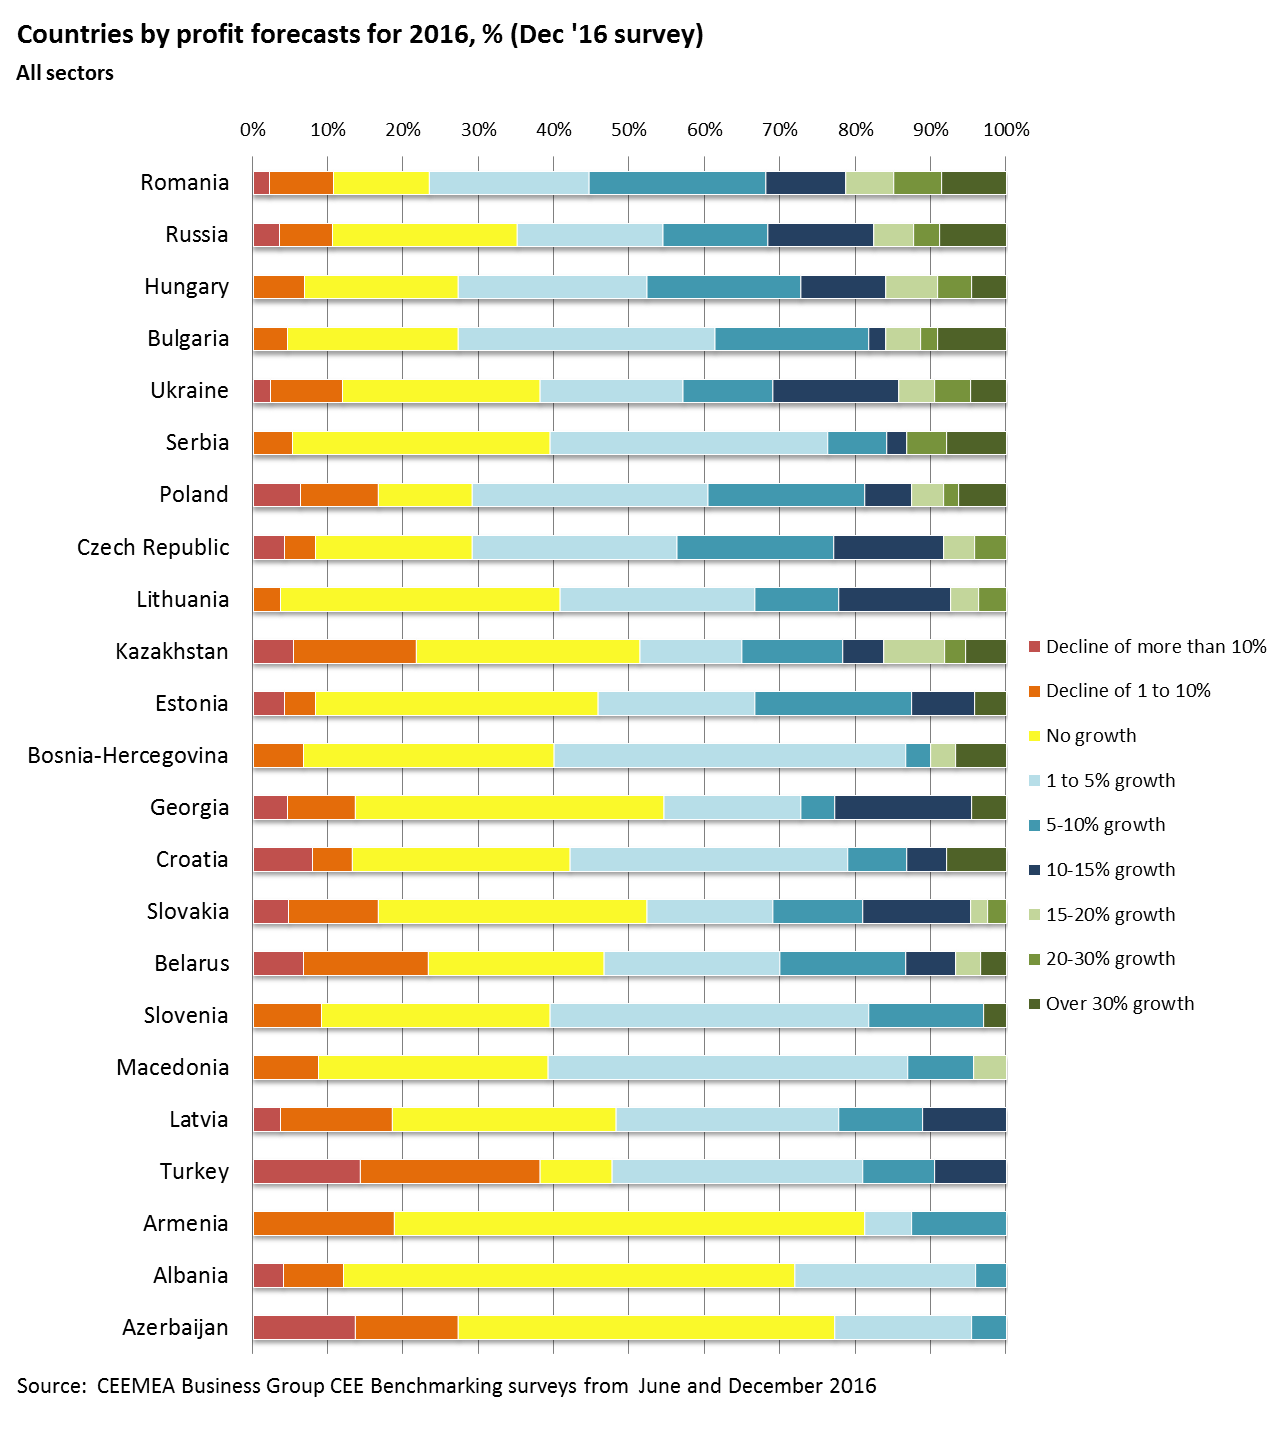 Countries by profit forecasts for 2016, % (Dec '16 survey)
All sectors
0% 10% 20% 30% 40% 50% 60% 70% 80% 90% 100%
Romania
Russia
Hungary
Bulgaria
Ukraine
Serbia
Poland
Czech Republic
Lithuania
Kazakhstan
Estonia
Bosnia-Hercegovina
Georgia
Croatia
Slovakia
Belarus
Slovenia
Macedonia
Latvia
Turkey
Armenia
Albania
Azerbaijan
Decline of more than 10%
Decline of 1 to 10%
No growth
1 to 5% growth
5-10% growth
10-15% growth
15-20% growth
20-30% growth
Over 30% growth
Source:  CEEMEA Business Group CEE Benchmarking surveys from  June and December 2016